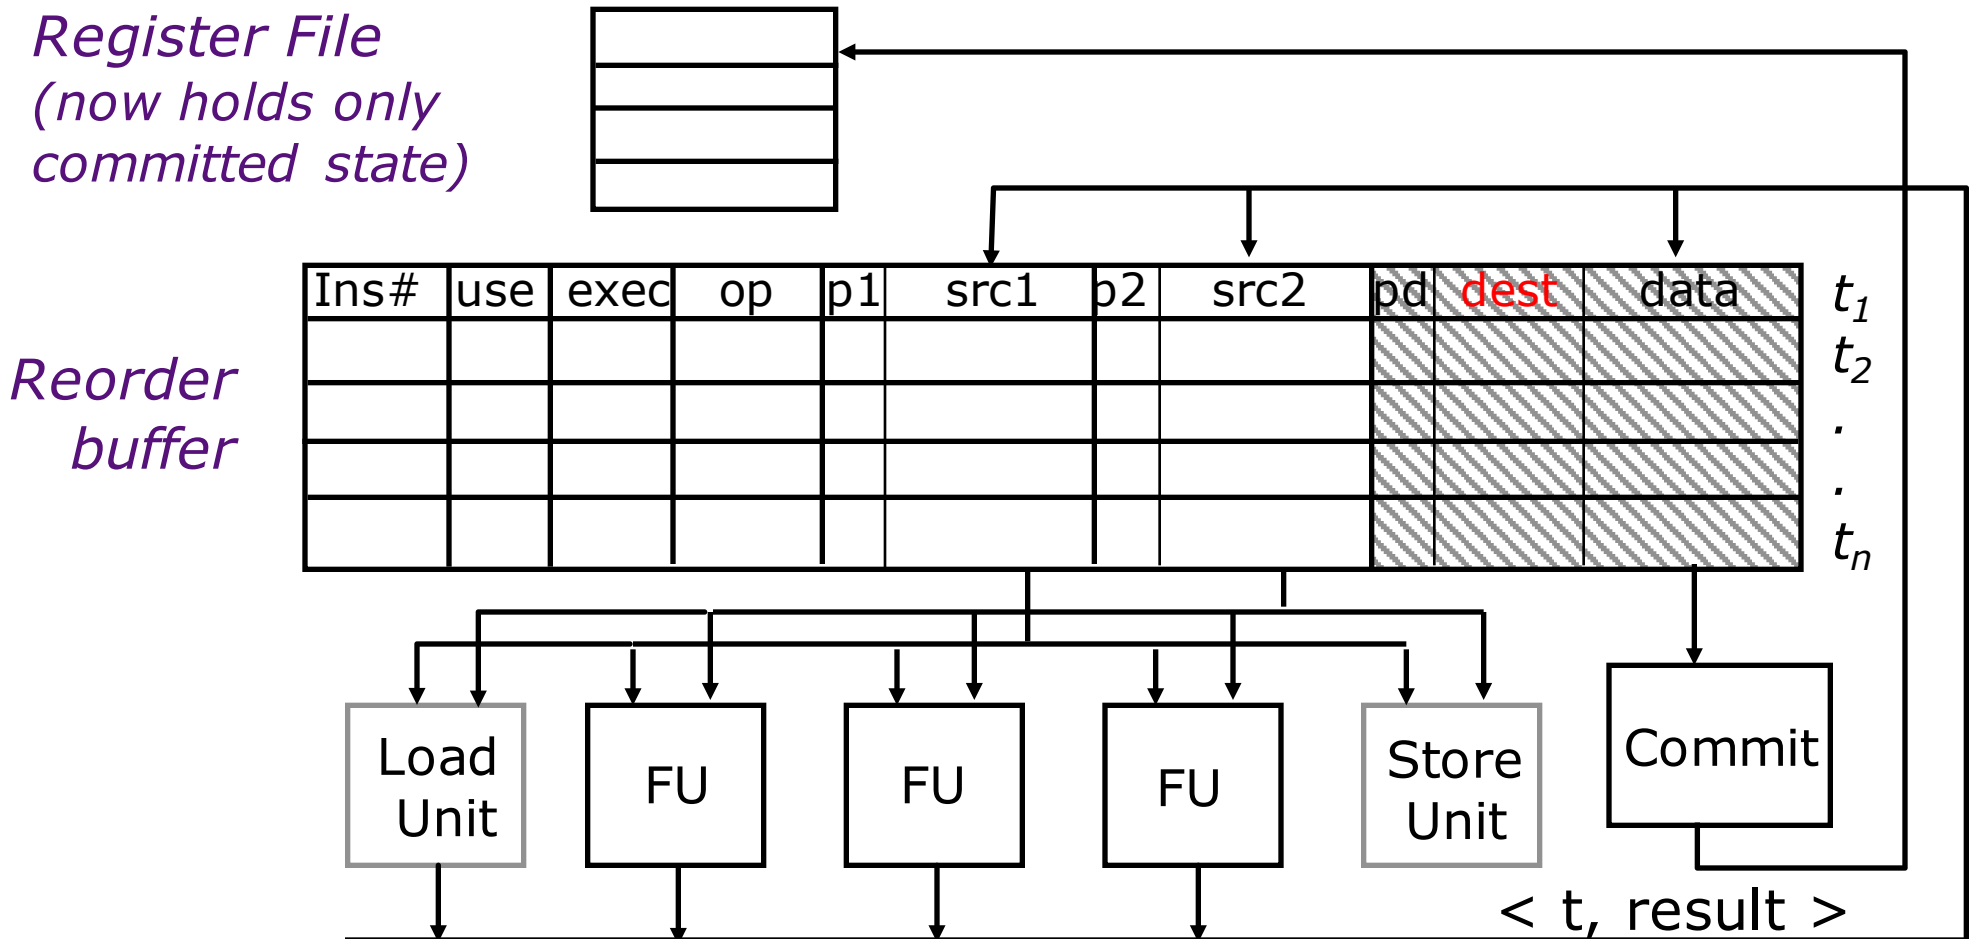 Register File
(now holds only
committed state)
Ins# use exec op p1 src1 p2 src2 pd dest data t1
t2
Reorder
buffer
.
.
tn
Load
Unit
FU
FU
FU
Store
Unit
Commit
< t, result >